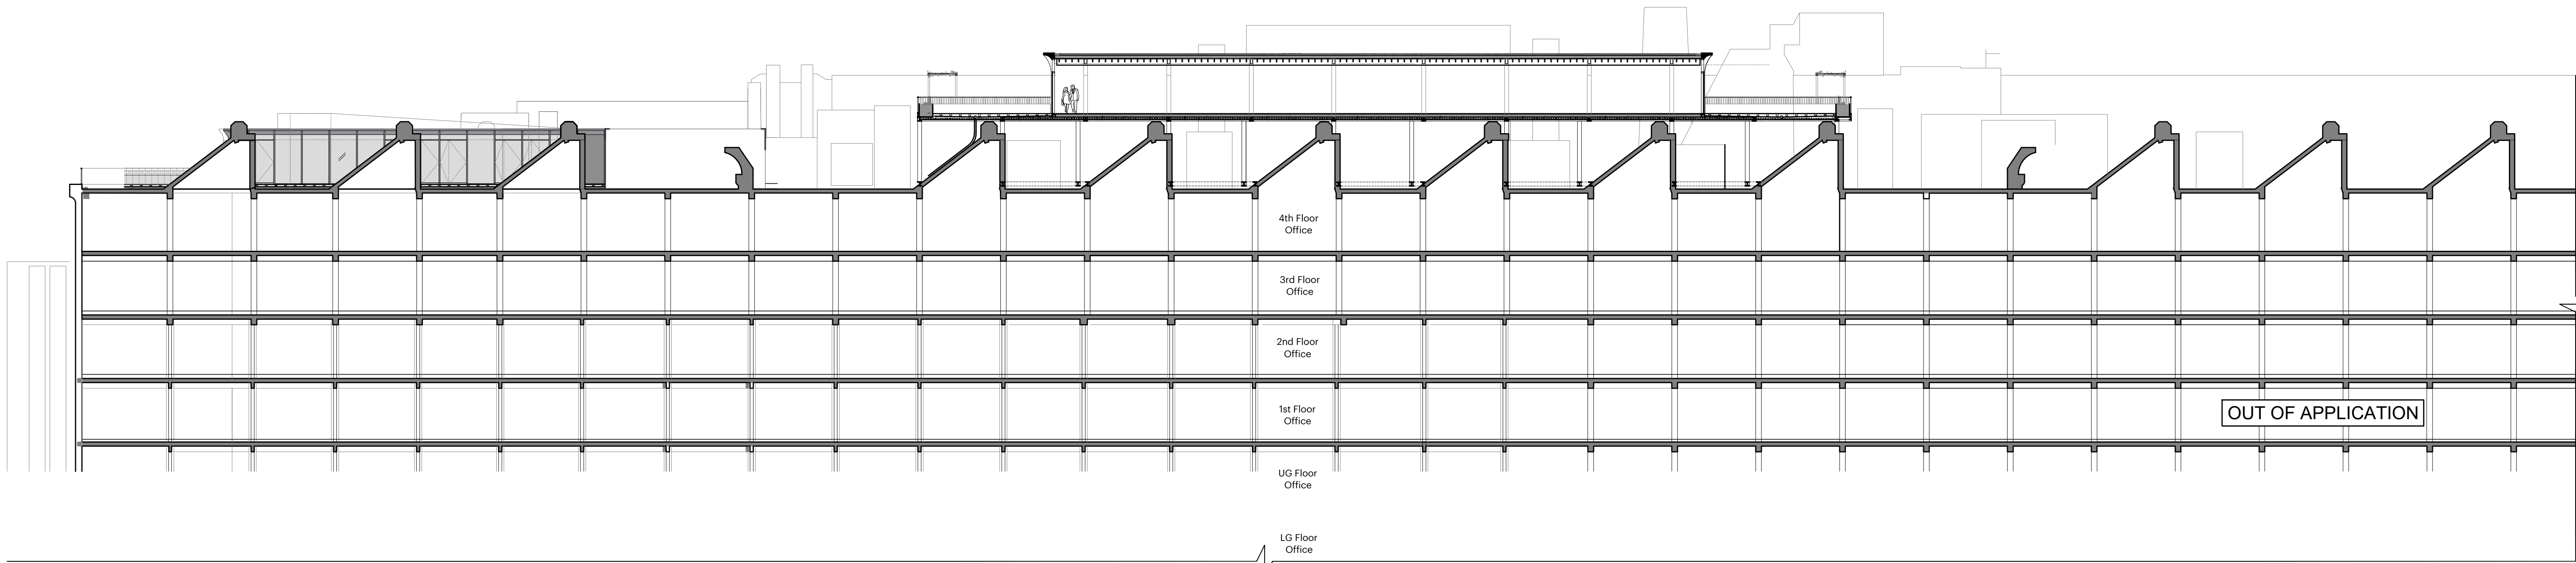 4th Floor
Office
3rd Floor
Office
2nd Floor
Office
1st Floor
Office
OUT OF APPLICATION
UG Floor
Office
LG Floor
Office